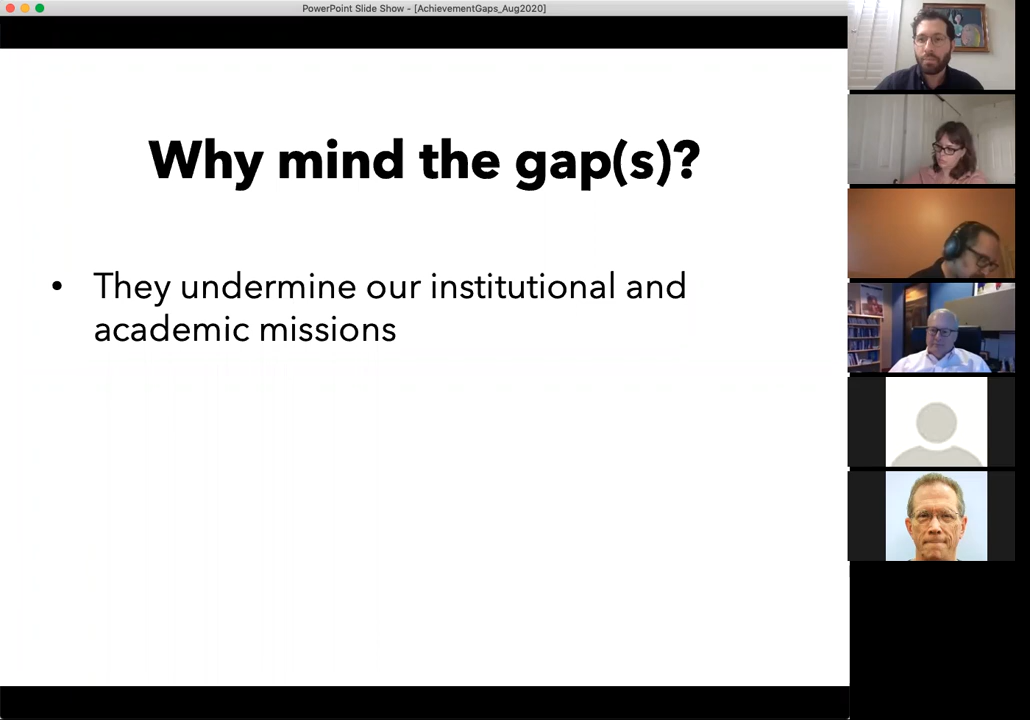 PowerPoint Slide Show - [AchievementGaps_Aug2020]
Why mind the gap(s)?
• They undermine our institutional and
academic missions